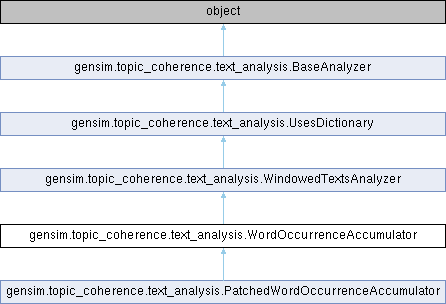 object
gensim.topic_coherence.text_analysis.BaseAnalyzer
gensim.topic_coherence.text_analysis.UsesDictionary
gensim.topic_coherence.text_analysis.WindowedTextsAnalyzer
gensim.topic_coherence.text_analysis.WordOccurrenceAccumulator
gensim.topic_coherence.text_analysis.PatchedWordOccurrenceAccumulator